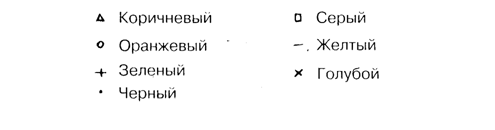 Коричневый
Оранжевый
Зеленый
Черный
Серый
Желтый
Голубой